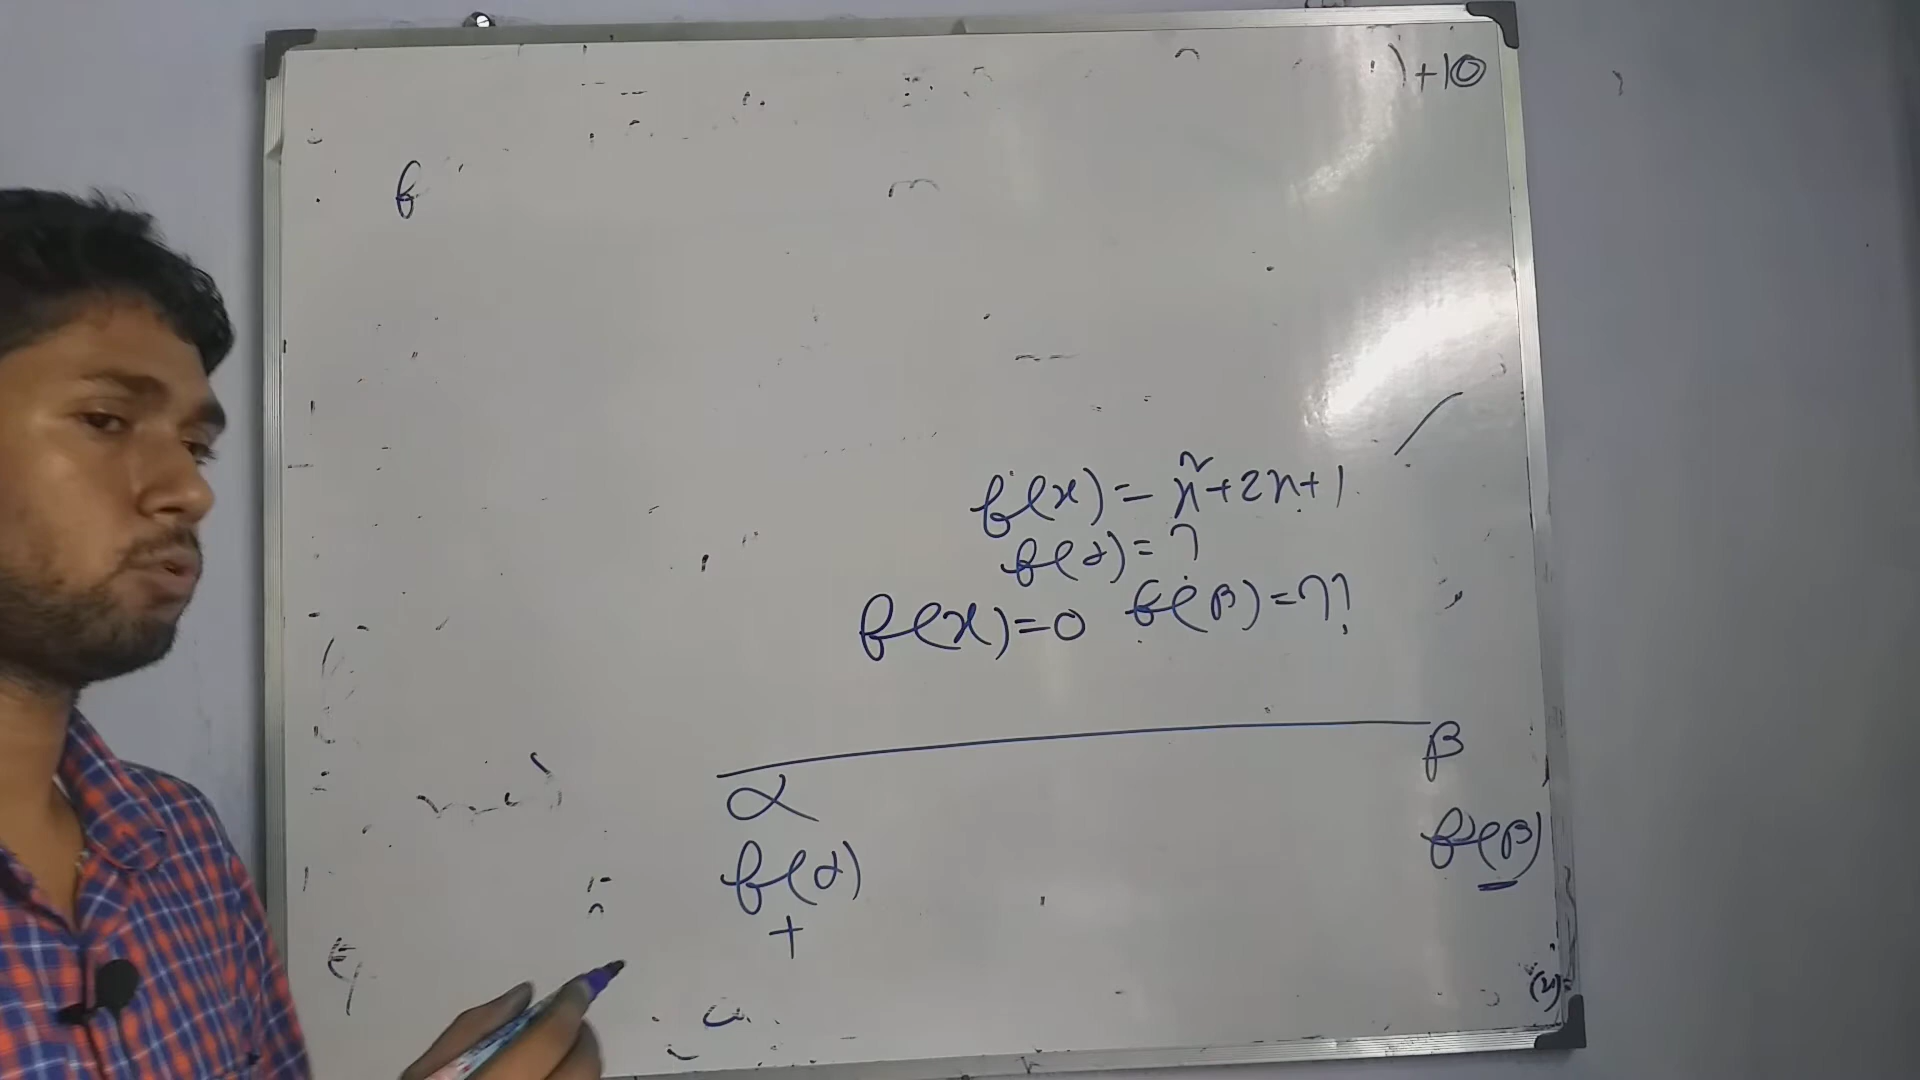 )+10
f
f(x) = x²+2x+1
f(α) = ?
f(x)=0 f(β) = ??
α β
f(α) f(β)
+